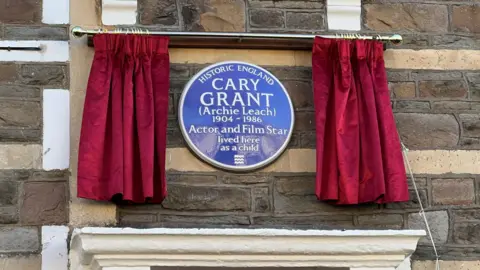 HISTORIC ENGLAND
CARY
GRANT
(Archie Leach)
1904 - 1986
Actor and Film Star
lived here
as a child